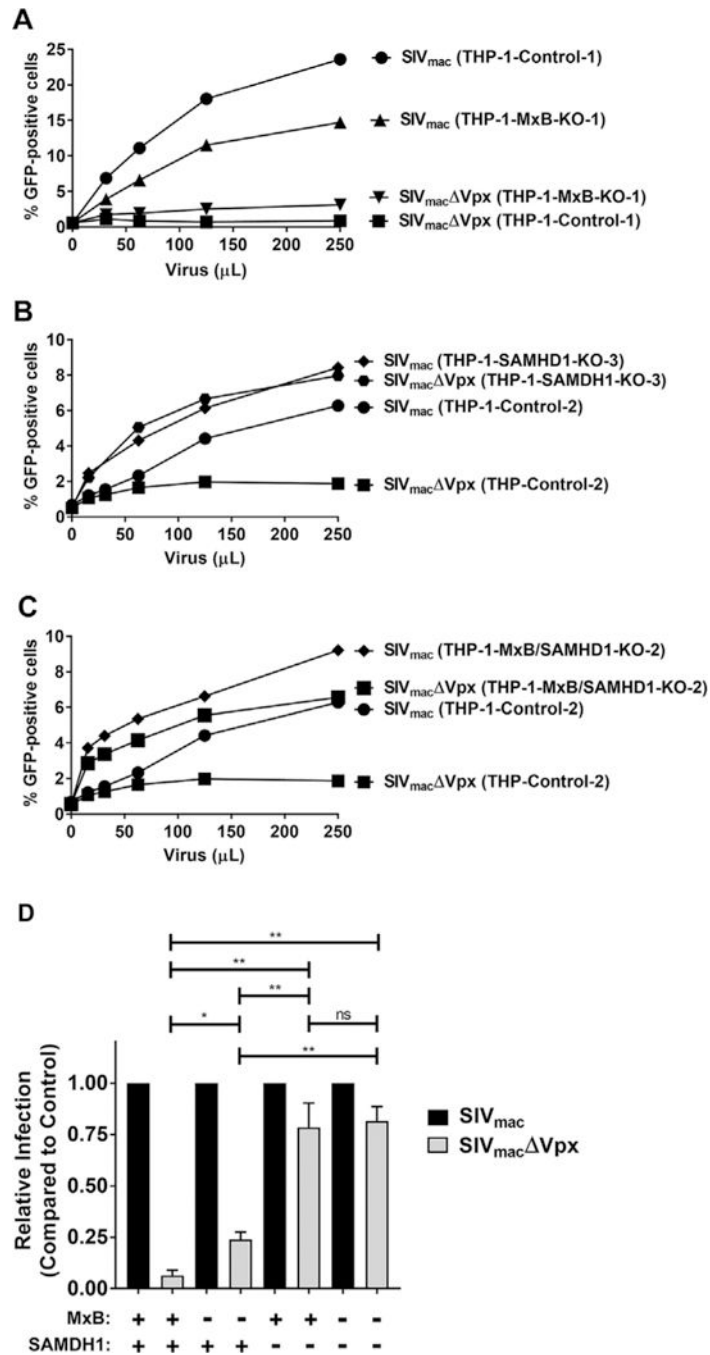 A
% GFP-positive cells
25
20
15
10
5
0
0 50 100 150 200 250
Virus (μL)
SIVmac (THP-1-Control-1)
SIVmac (THP-1-MxB-KO-1)
SIVmacΔVpx (THP-1-MxB-KO-1)
SIVmacΔVpx (THP-1-Control-1)
B
% GFP-positive cells
10
8
6
4
2
0
0 50 100 150 200 250
Virus (μL)
SIVmac (THP-1-SAMHD1-KO-3)
SIVmacΔVpx (THP-1-SAMDH1-KO-3)
SIVmac (THP-1-Control-2)
SIVmacΔVpx (THP-Control-2)
C
% GFP-positive cells
10
8
6
4
2
0
0 50 100 150 200 250
Virus (μL)
SIVmac (THP-1-MxB/SAMHD1-KO-2)
SIVmacΔVpx (THP-1-MxB/SAMHD1-KO-2)
SIVmac (THP-1-Control-2)
SIVmacΔVpx (THP-Control-2)
D
**
**
**
ns
*
**
Relative Infection
(Compared to Control)
1.00
0.75
0.50
0.25
0.00
SIVmac
SIVmacΔVpx
MxB: + + - - + + - -
SAMDH1: + + + + - - - -